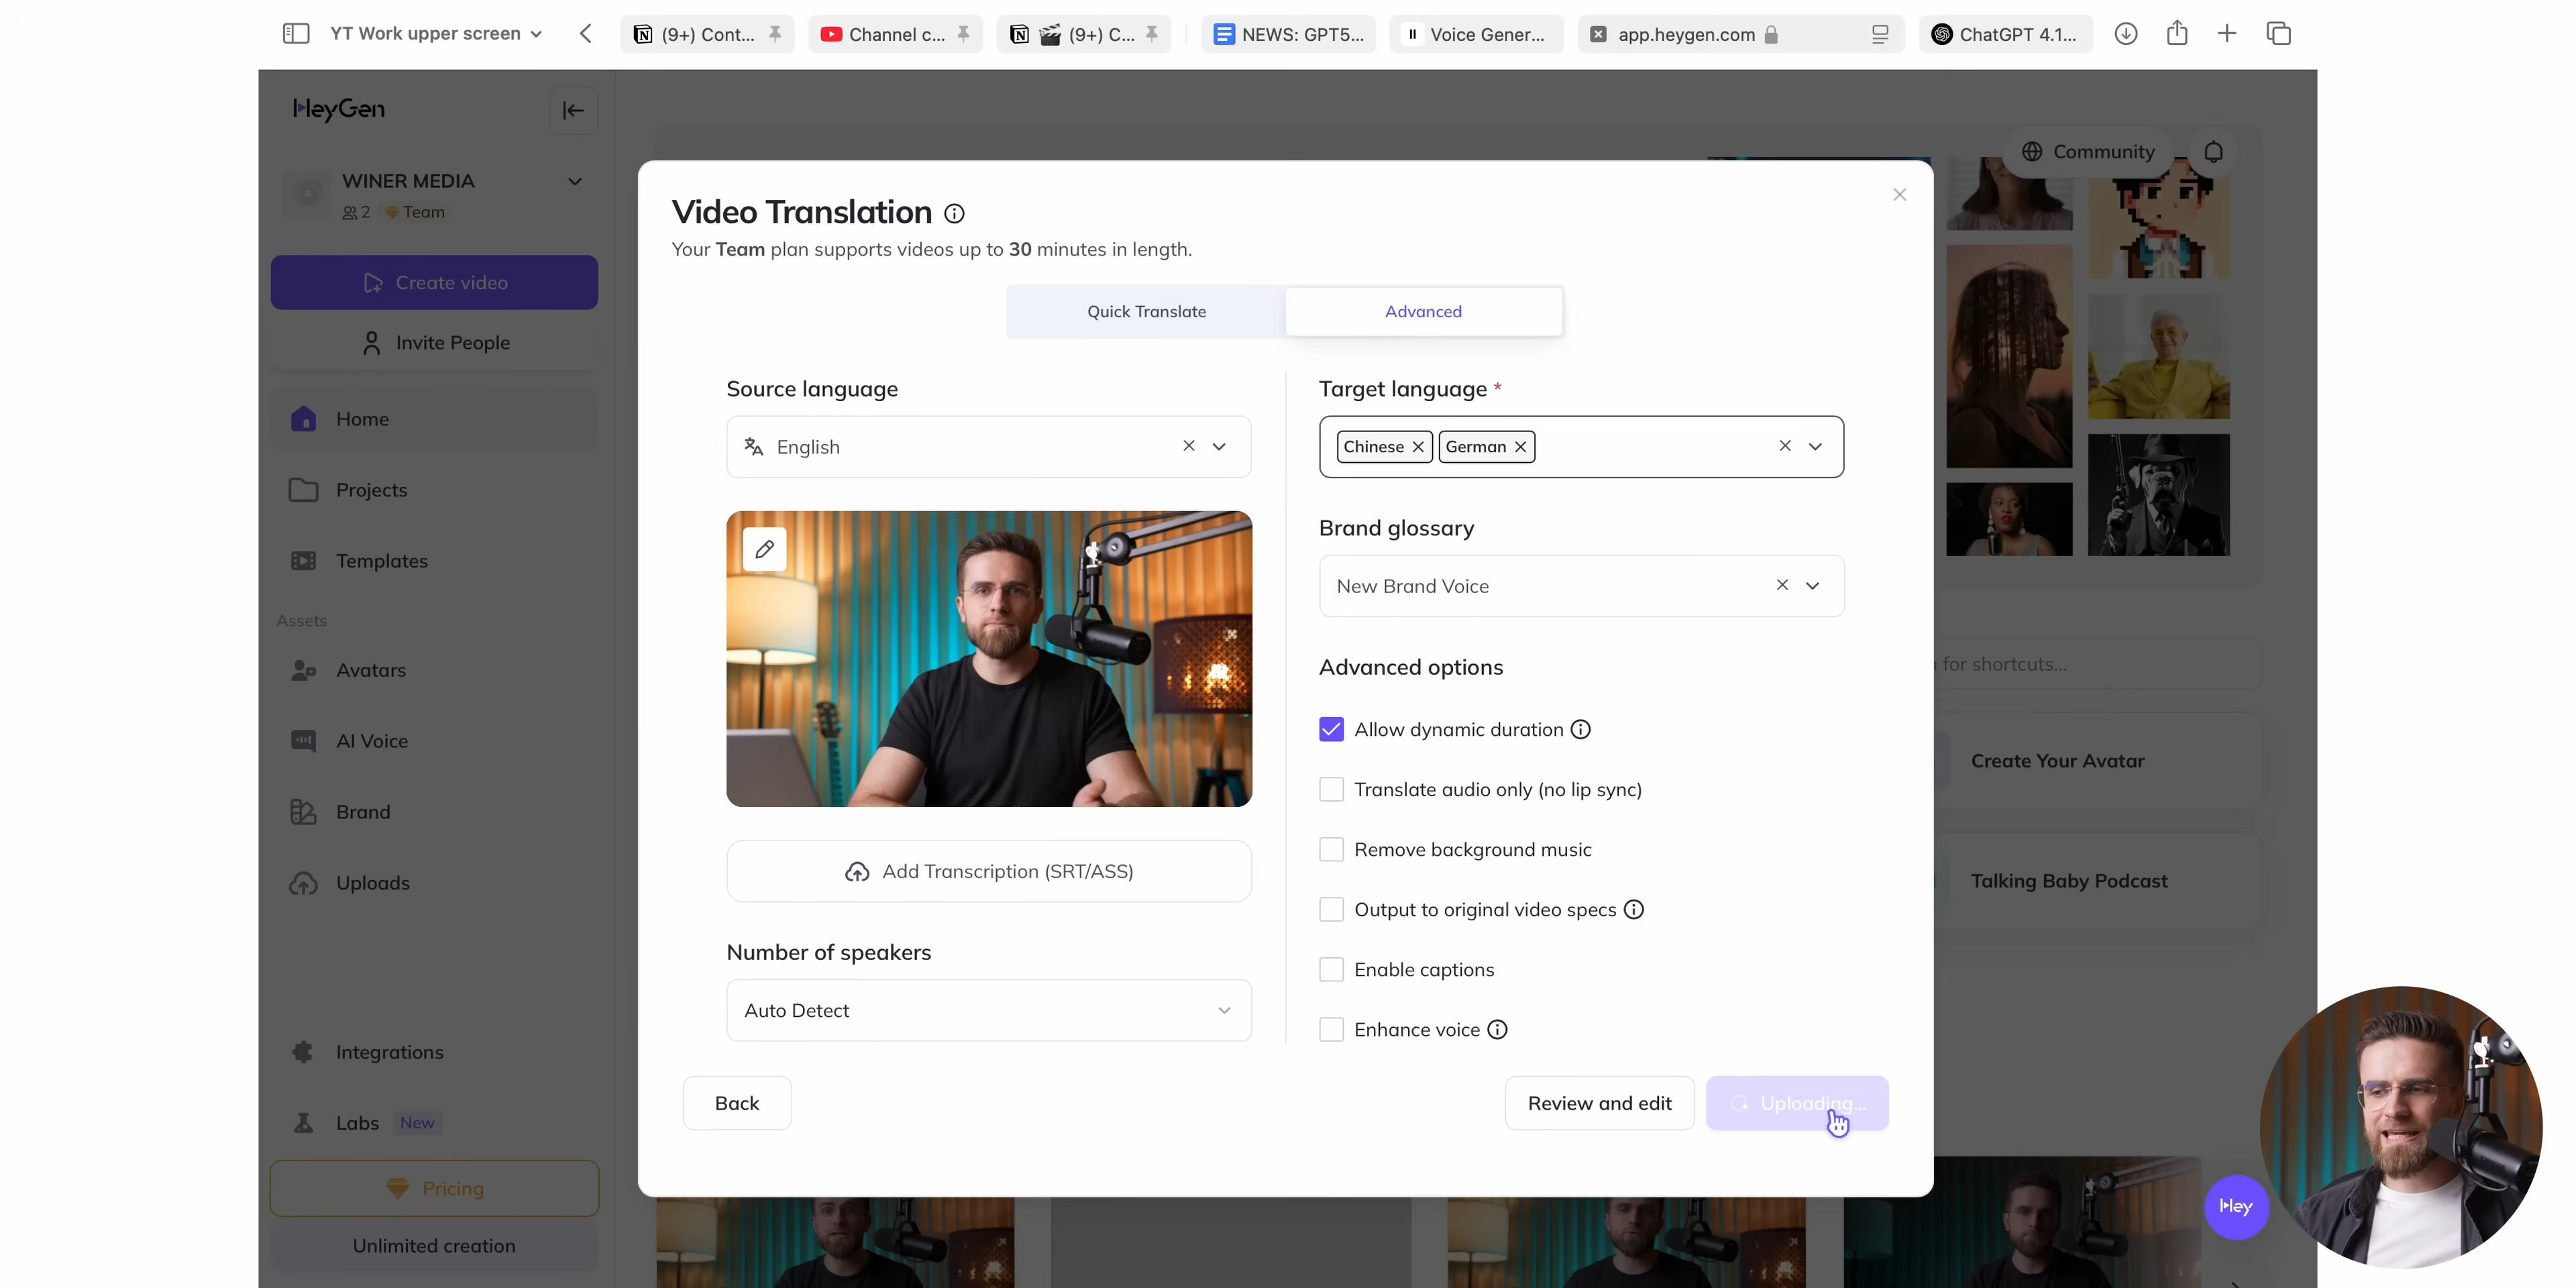 YT Work upper screen
(9+) Cont...
Channel c...
(9+) C...
NEWS: GPT5...
Voice Gener...
app.heygen.com
ChatGPT 4.1...
HeyGen
WINER MEDIA
2 Team
Create video
Invite People
Home
Projects
Templates
Assets
Avatars
AI Voice
Brand
Uploads
Integrations
Labs New
Pricing
Unlimited creation
Community
for shortcuts...
Create Your Avatar
Talking Baby Podcast
Video Translation
Your Team plan supports videos up to 30 minutes in length.
Quick Translate
Advanced
Source language
English
Add Transcription (SRT/ASS)
Number of speakers
Auto Detect
Target language *
Chinese German
Brand glossary
New Brand Voice
Advanced options
Allow dynamic duration
Translate audio only (no lip sync)
Remove background music
Output to original video specs
Enable captions
Enhance voice
Back
Review and edit
Uploading...
Hey